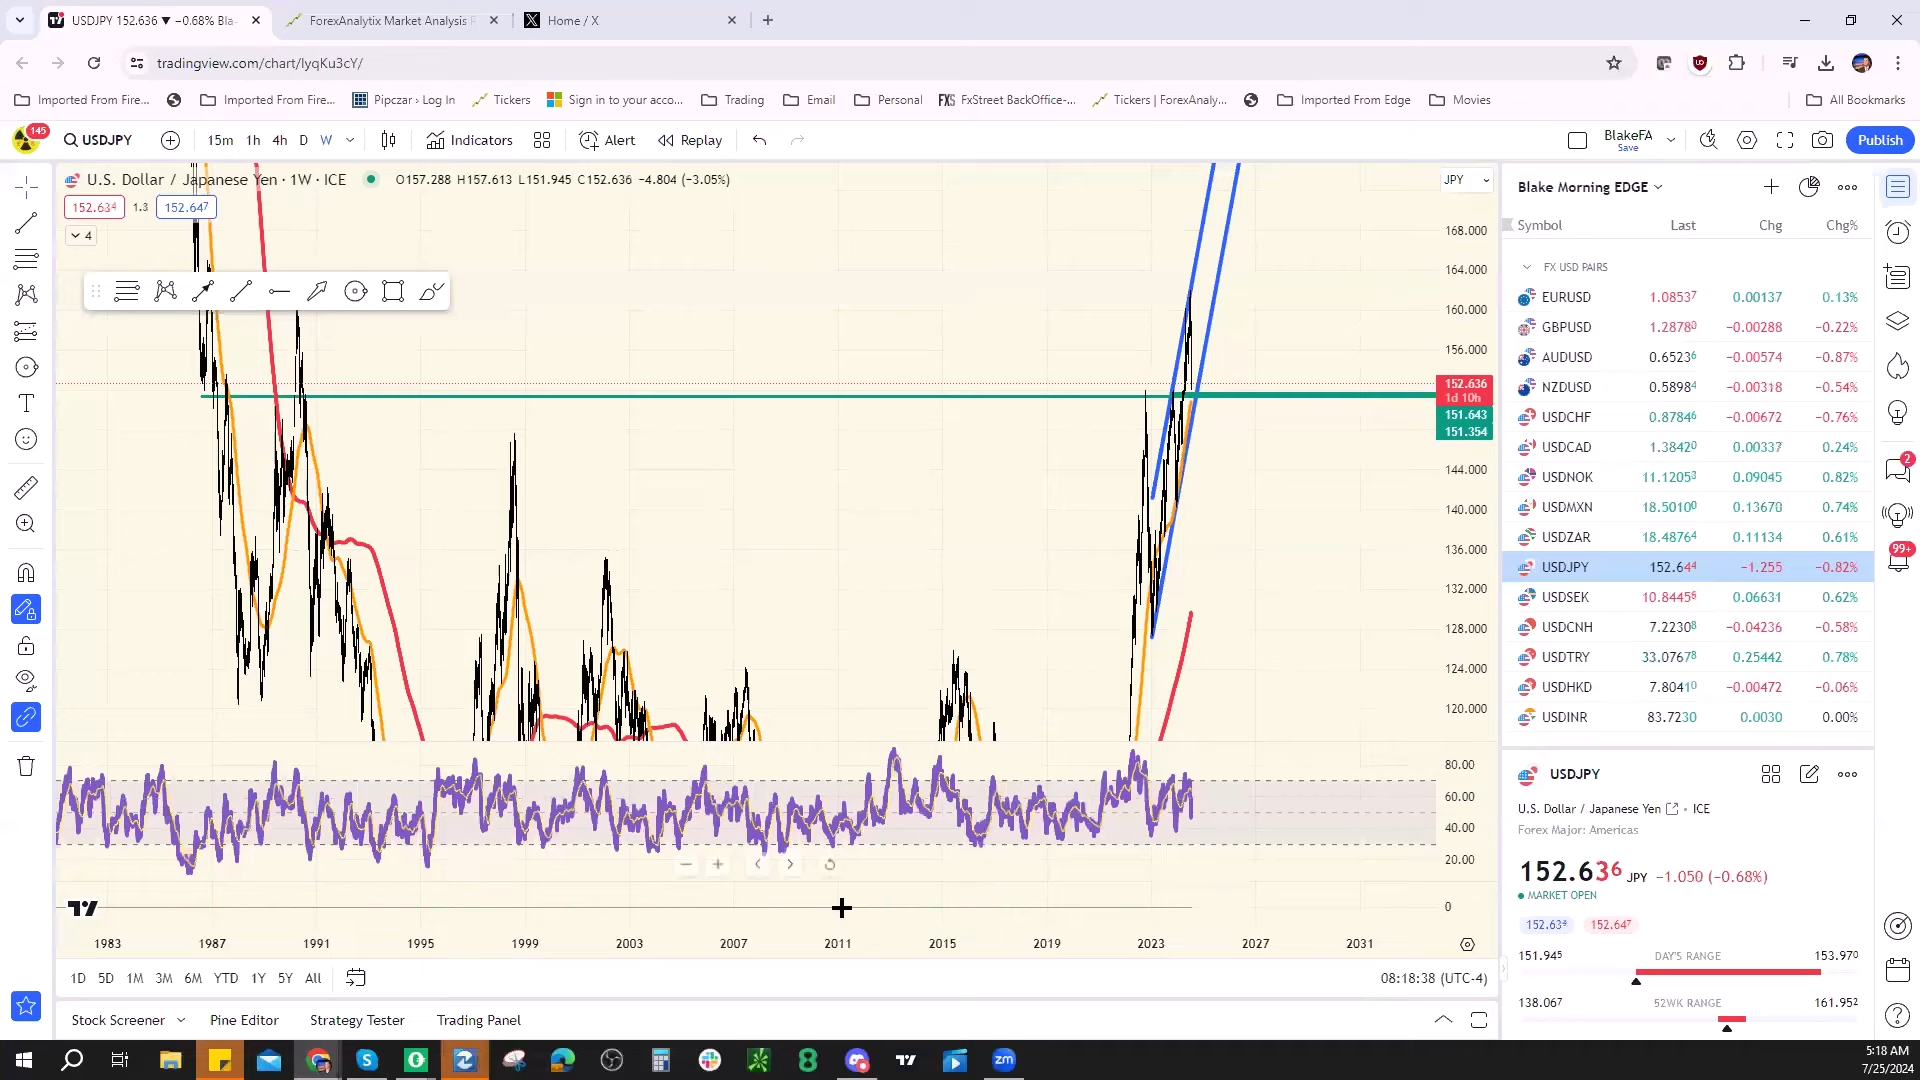 USDJPY 152.636 ▼ −0.68% Bla
ForexAnalytix Market Analysis
Home / X
tradingview.com/chart/lyqKu3cY/
Imported From Fire...
Imported From Fire...
Pipczar › Log In
Tickers
Sign in to your acco...
Trading
Email
Personal
FXS FxStreet BackOffice-...
Tickers | ForexAnaly...
Imported From Edge
Movies
All Bookmarks
145
USDJPY
15m 1h 4h D W
Indicators
Alert
Replay
BlakeFA
Save
Publish
U.S. Dollar / Japanese Yen · 1W · ICE
O157.288 H157.613 L151.945 C152.636 −4.804 (−3.05%)
JPY
152.634 1.3 152.647
4
168.000
164.000
160.000
156.000
152.636
1d 10h
151.643
151.354
144.000
140.000
136.000
132.000
128.000
124.000
120.000
80.00
60.00
40.00
20.00
0
1983 1987 1991 1995 1999 2003 2007 2011 2015 2019 2023 2027 2031
1D 5D 1M 3M 6M YTD 1Y 5Y All
08:18:38 (UTC-4)
Stock Screener
Pine Editor
Strategy Tester
Trading Panel
Blake Morning EDGE
Symbol Last Chg Chg%
FX USD PAIRS
EURUSD 1.08537 0.00137 0.13%
GBPUSD 1.28780 −0.00288 −0.22%
AUDUSD 0.65236 −0.00574 −0.87%
NZDUSD 0.58984 −0.00318 −0.54%
USDCHF 0.87846 −0.00672 −0.76%
USDCAD 1.38420 0.00337 0.24%
USDNOK 11.12053 0.09045 0.82%
USDMXN 18.50100 0.13670 0.74%
USDZAR 18.48764 0.11134 0.61%
USDJPY 152.644 −1.255 −0.82%
USDSEK 10.84456 0.06631 0.62%
USDCNH 7.22308 −0.04236 −0.58%
USDTRY 33.07678 0.25442 0.78%
USDHKD 7.80410 −0.00472 −0.06%
USDINR 83.7230 0.0030 0.00%
USDJPY
U.S. Dollar / Japanese Yen • ICE
Forex Major: Americas
152.636 JPY −1.050 (−0.68%)
MARKET OPEN
152.634 152.647
151.945 DAY'S RANGE 153.970
138.067 52WK RANGE 161.952
2
99+
5:18 AM
7/25/2024